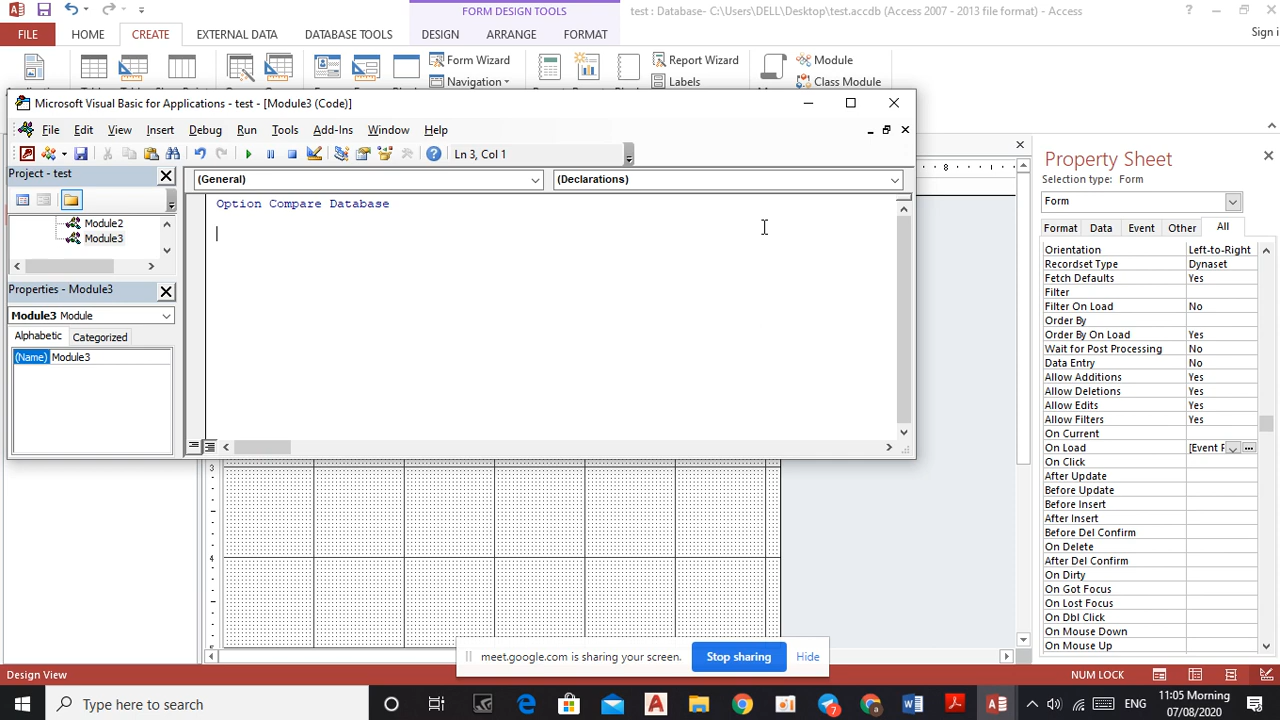 FORM DESIGN TOOLS
test : Database- C:\Users\DELL\Desktop\test.accdb (Access 2007 - 2013 file format) - Access
FILE HOME CREATE EXTERNAL DATA DATABASE TOOLS DESIGN ARRANGE FORMAT Sign i
Form Wizard
Navigation
Report Wizard
Labels
Module
Class Module
Microsoft Visual Basic for Applications - test - [Module3 (Code)]
File Edit View Insert Debug Run Tools Add-Ins Window Help
Ln 3, Col 1
Project - test
Module2
Module3
Properties - Module3
Module3 Module
Alphabetic Categorized
(Name) Module3
(General) (Declarations)
Option Compare Database
8
3
4
Property Sheet
Selection type: Form
Form
Format Data Event Other All
Orientation Left-to-Right
Recordset Type Dynaset
Fetch Defaults Yes
Filter
Filter On Load No
Order By
Order By On Load Yes
Wait for Post Processing No
Data Entry No
Allow Additions Yes
Allow Deletions Yes
Allow Edits Yes
Allow Filters Yes
On Current
On Load [Event P
On Click
After Update
Before Update
Before Insert
After Insert
Before Del Confirm
On Delete
After Del Confirm
On Dirty
On Got Focus
On Lost Focus
On Dbl Click
On Mouse Down
On Mouse Up
meet.google.com is sharing your screen. Stop sharing Hide
Design View NUM LOCK
Type here to search
7
ENG
11:05 Morning
07/08/2020